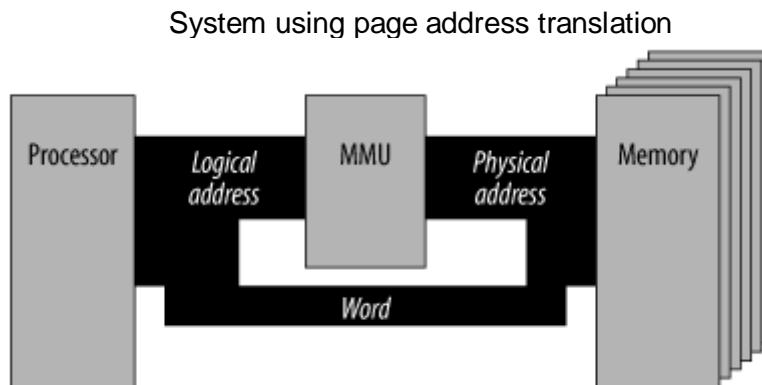 System using page address translation
Processor
Logical
address
MMU
Physical
address
Memory
Word